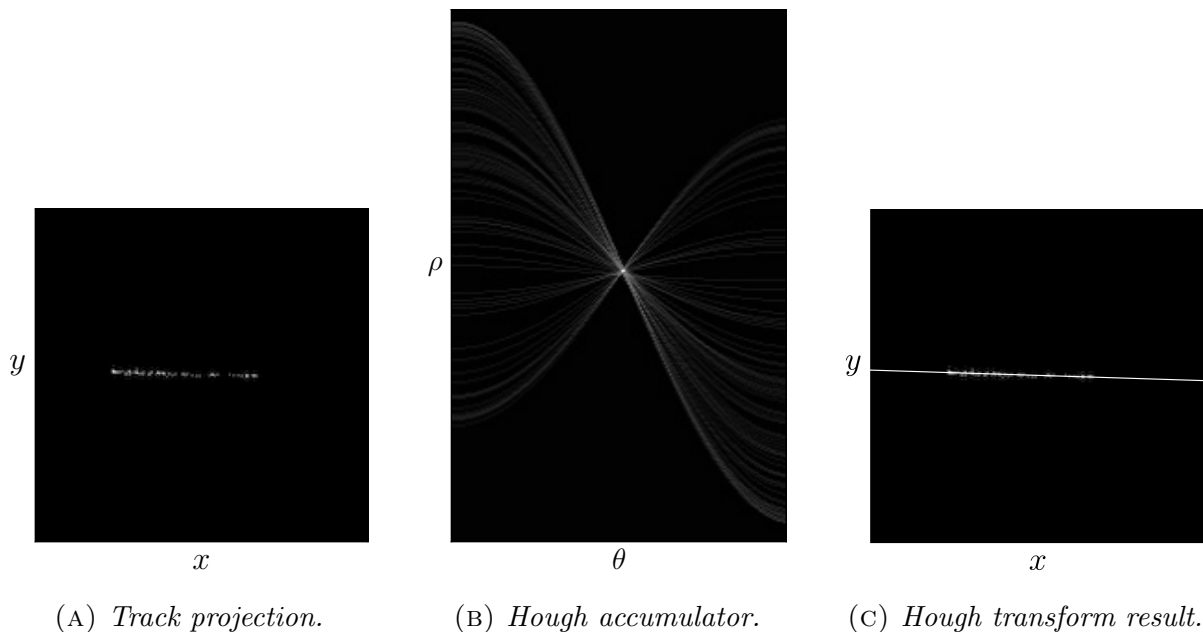 y
x
ρ
θ
y
x
(A) Track projection.
(B) Hough accumulator.
(C) Hough transform result.